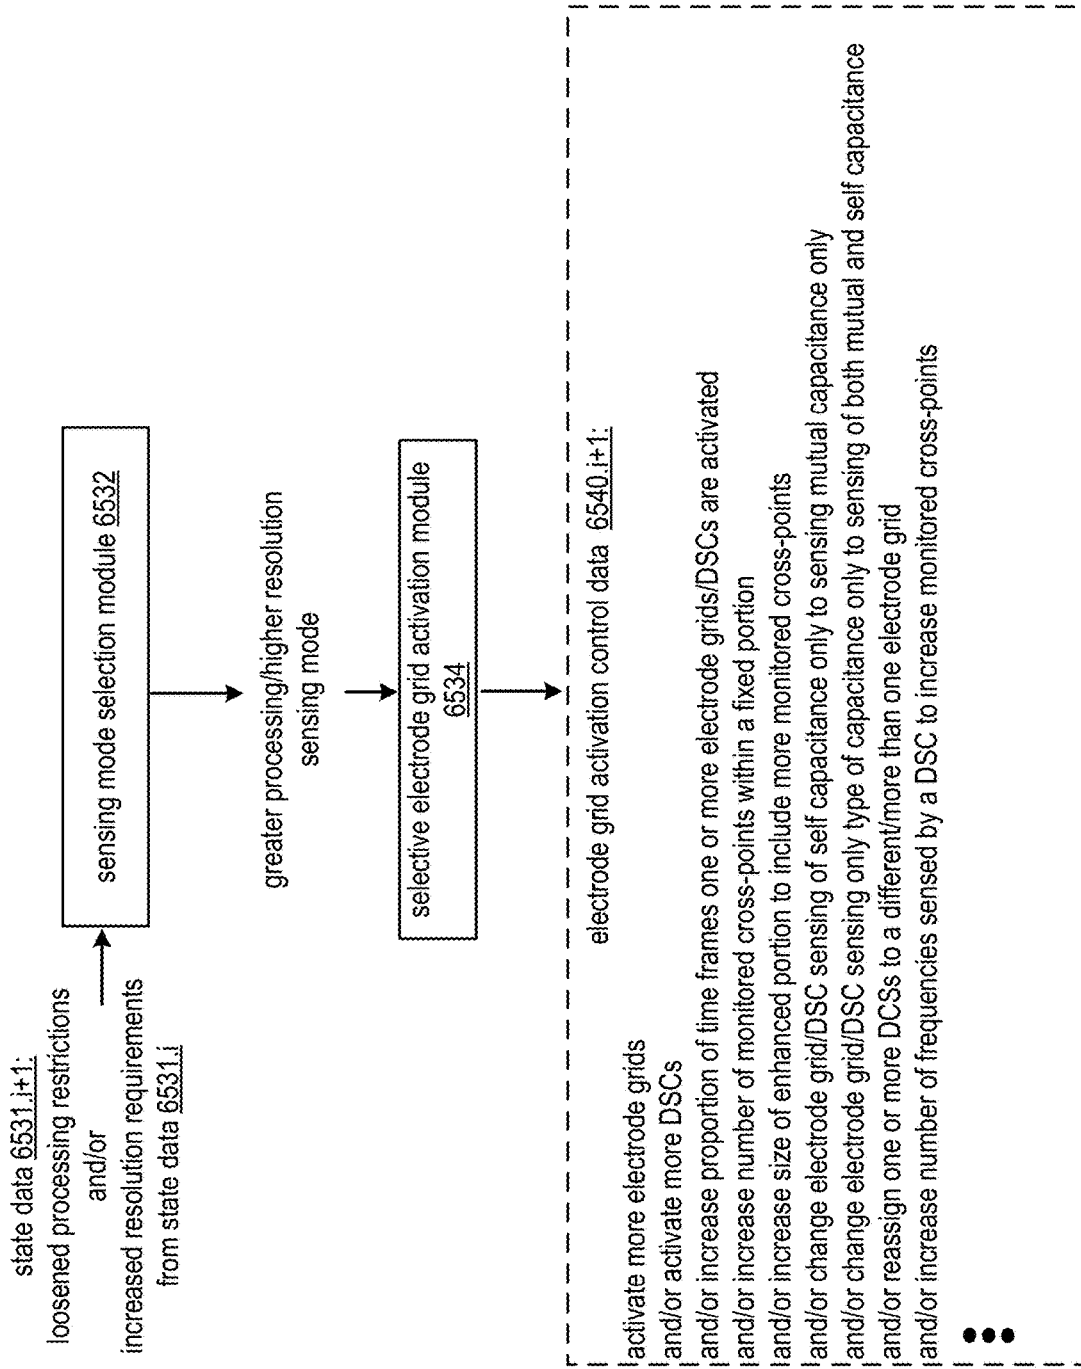 state data 6531.i+1:
loosened processing restrictions
and/or
increased resolution requirements
from state data 6531.i
sensing mode selection module 6532
greater processing/higher resolution
sensing mode
selective electrode grid activation module
6534
electrode grid activation control data 6540.i+1:
activate more electrode grids
and/or activate more DSCs
and/or increase proportion of time frames one or more electrode grids/DSCs are activated
and/or increase number of monitored cross-points within a fixed portion
and/or increase size of enhanced portion to include more monitored cross-points
and/or change electrode grid/DSC sensing of self capacitance only to sensing mutual capacitance only
and/or change electrode grid/DSC sensing only type of capacitance only to sensing of both mutual and self capacitance
and/or reassign one or more DCSs to a different/more than one electrode grid
and/or increase number of frequencies sensed by a DSC to increase monitored cross-points